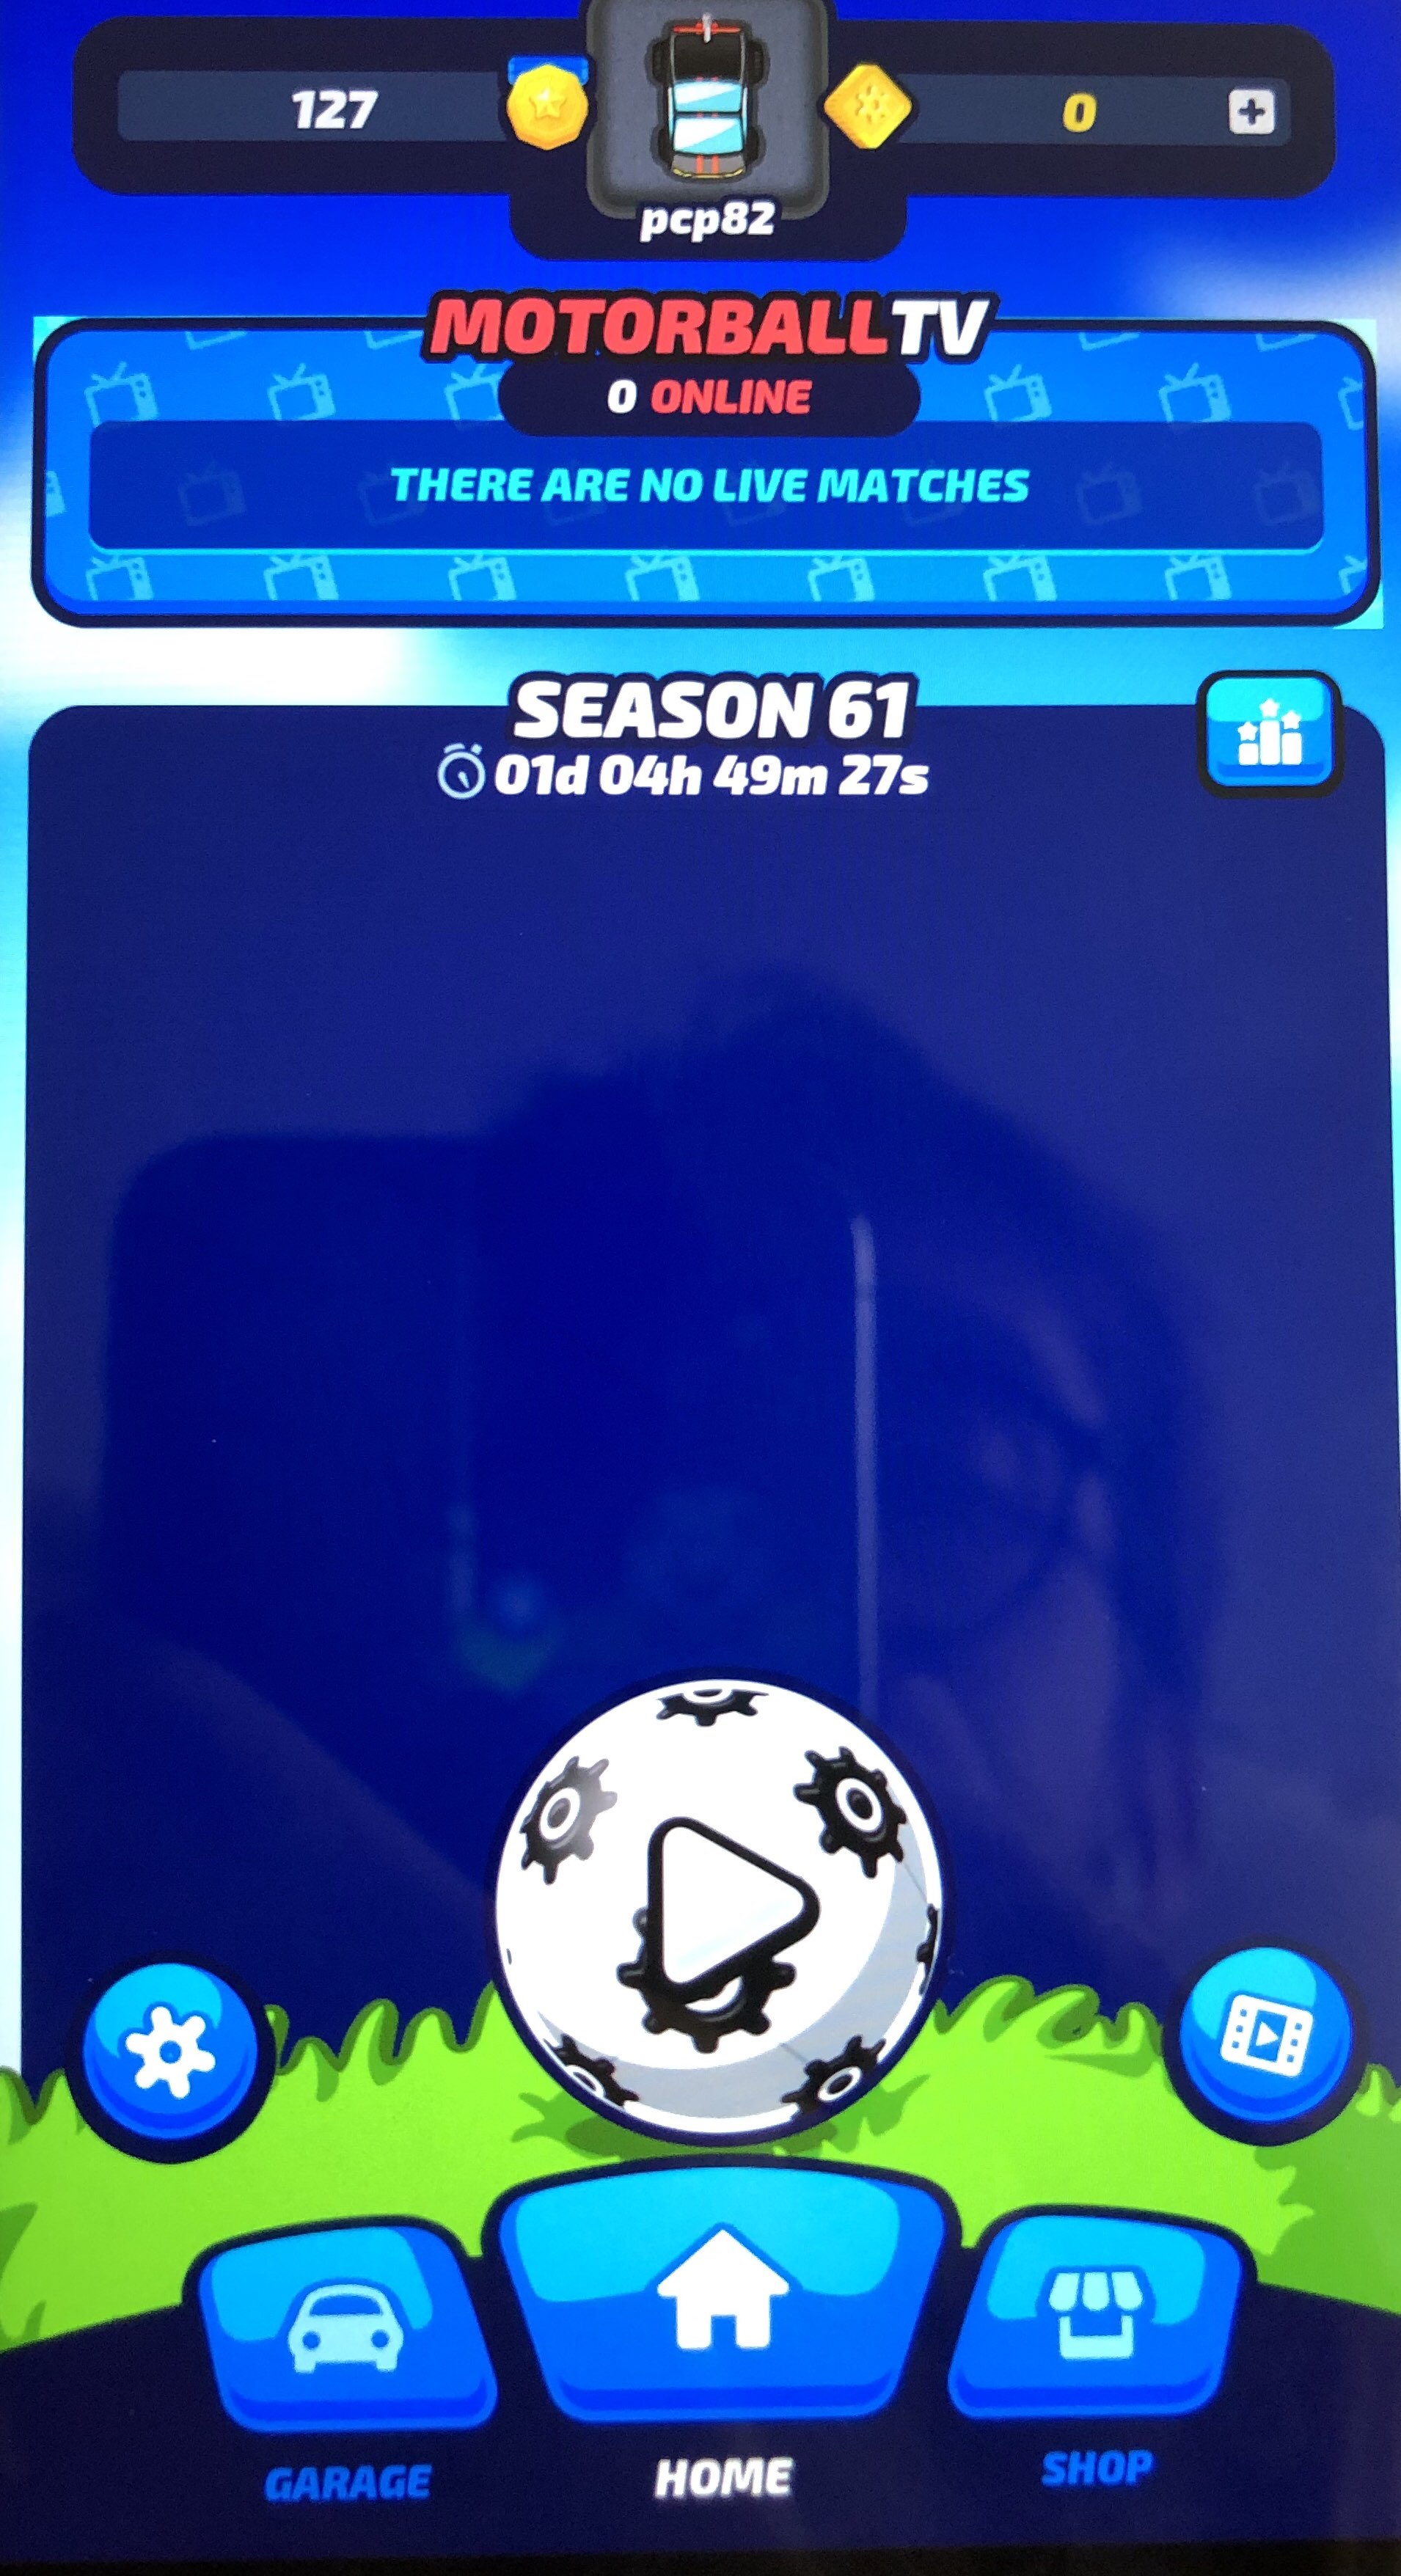 127
0
pcp82
MOTORBALLTV
0 ONLINE
THERE ARE NO LIVE MATCHES
SEASON 61
01d 04h 49m 27s
GARAGE
HOME
SHOP